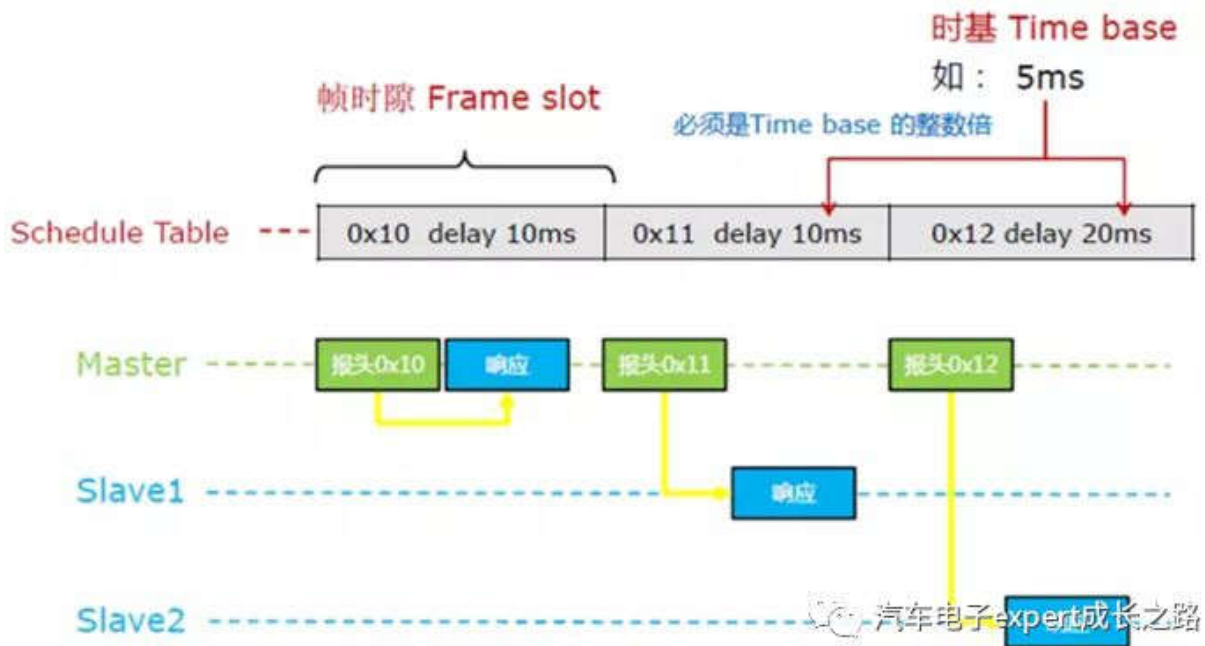 时基 Time base
如： 5ms
帧时隙 Frame slot
必须是Time base 的整数倍
Schedule Table
0x10 delay 10ms
0x11 delay 10ms
0x12 delay 20ms
Master
报头0x10
响应
报头0x11
报头0x12
Slave1
响应
Slave2
汽车电子expert成长之路